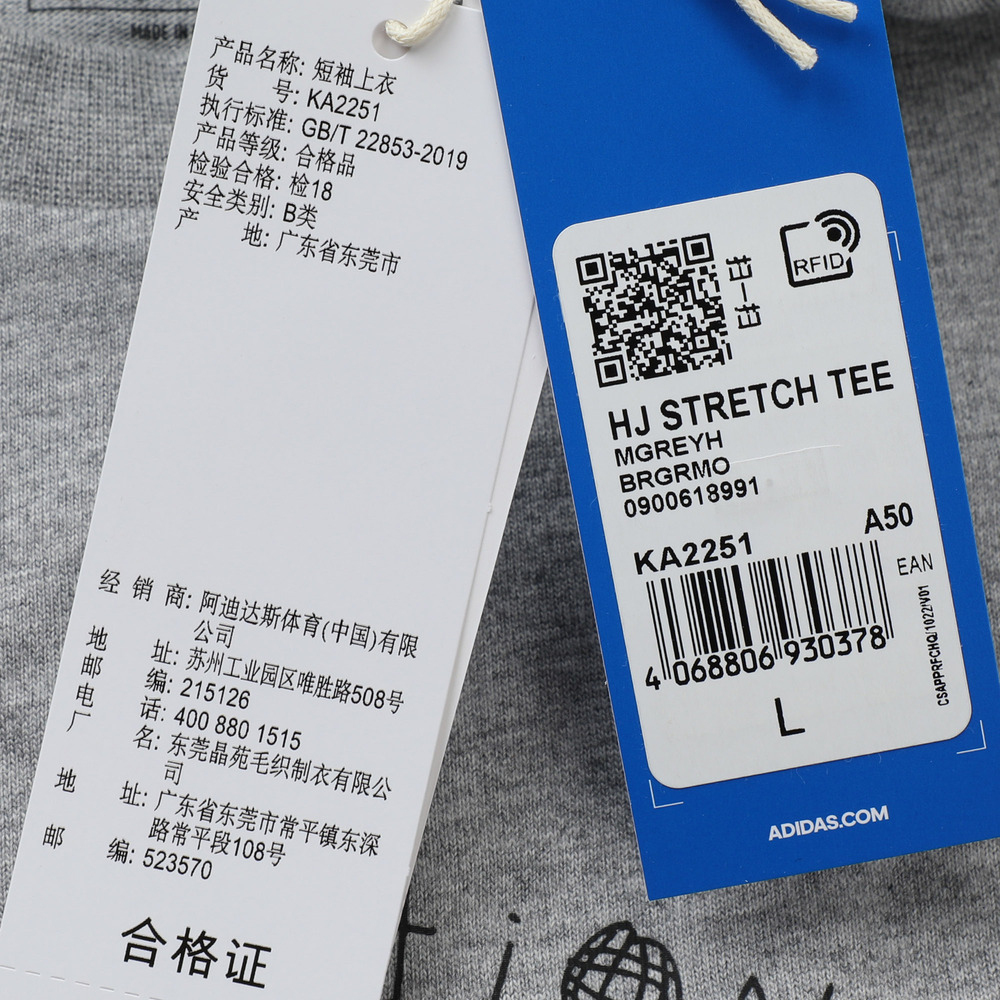 MADE IN
产品名称: 短袖上衣
货 号: KA2251
执行标准: GB/T 22853-2019
产品等级: 合格品
检验合格: 检18
安全类别: B类
产 地: 广东省东莞市
经 销 商: 阿迪达斯体育(中国)有限
公司
地 址: 苏州工业园区唯胜路508号
邮 编: 215126
电 话: 400 880 1515
厂 名: 东莞晶苑毛织制衣有限公
司
地 址: 广东省东莞市常平镇东深
路常平段108号
邮 编: 523570
合格证
RFID
HJ STRETCH TEE
MGREYH
BRGRMO
0900618991
KA2251
A50
EAN
4 068806 930378
CSAPPRFCHQ/1022/V01
L
ADIDAS.COM